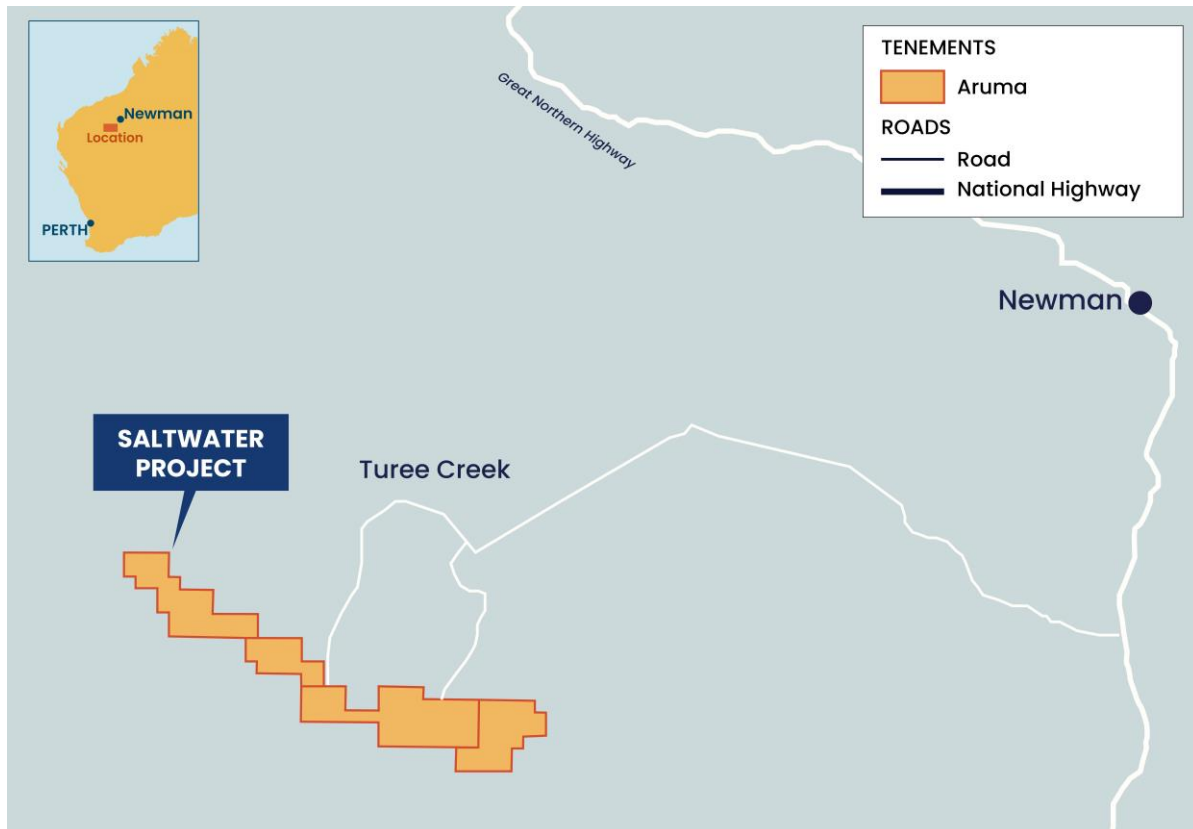 Newman
Location
PERTH
Great Northern Highway
TENEMENTS
Aruma
ROADS
Road
National Highway
Newman
SALTWATER
PROJECT
Turee Creek